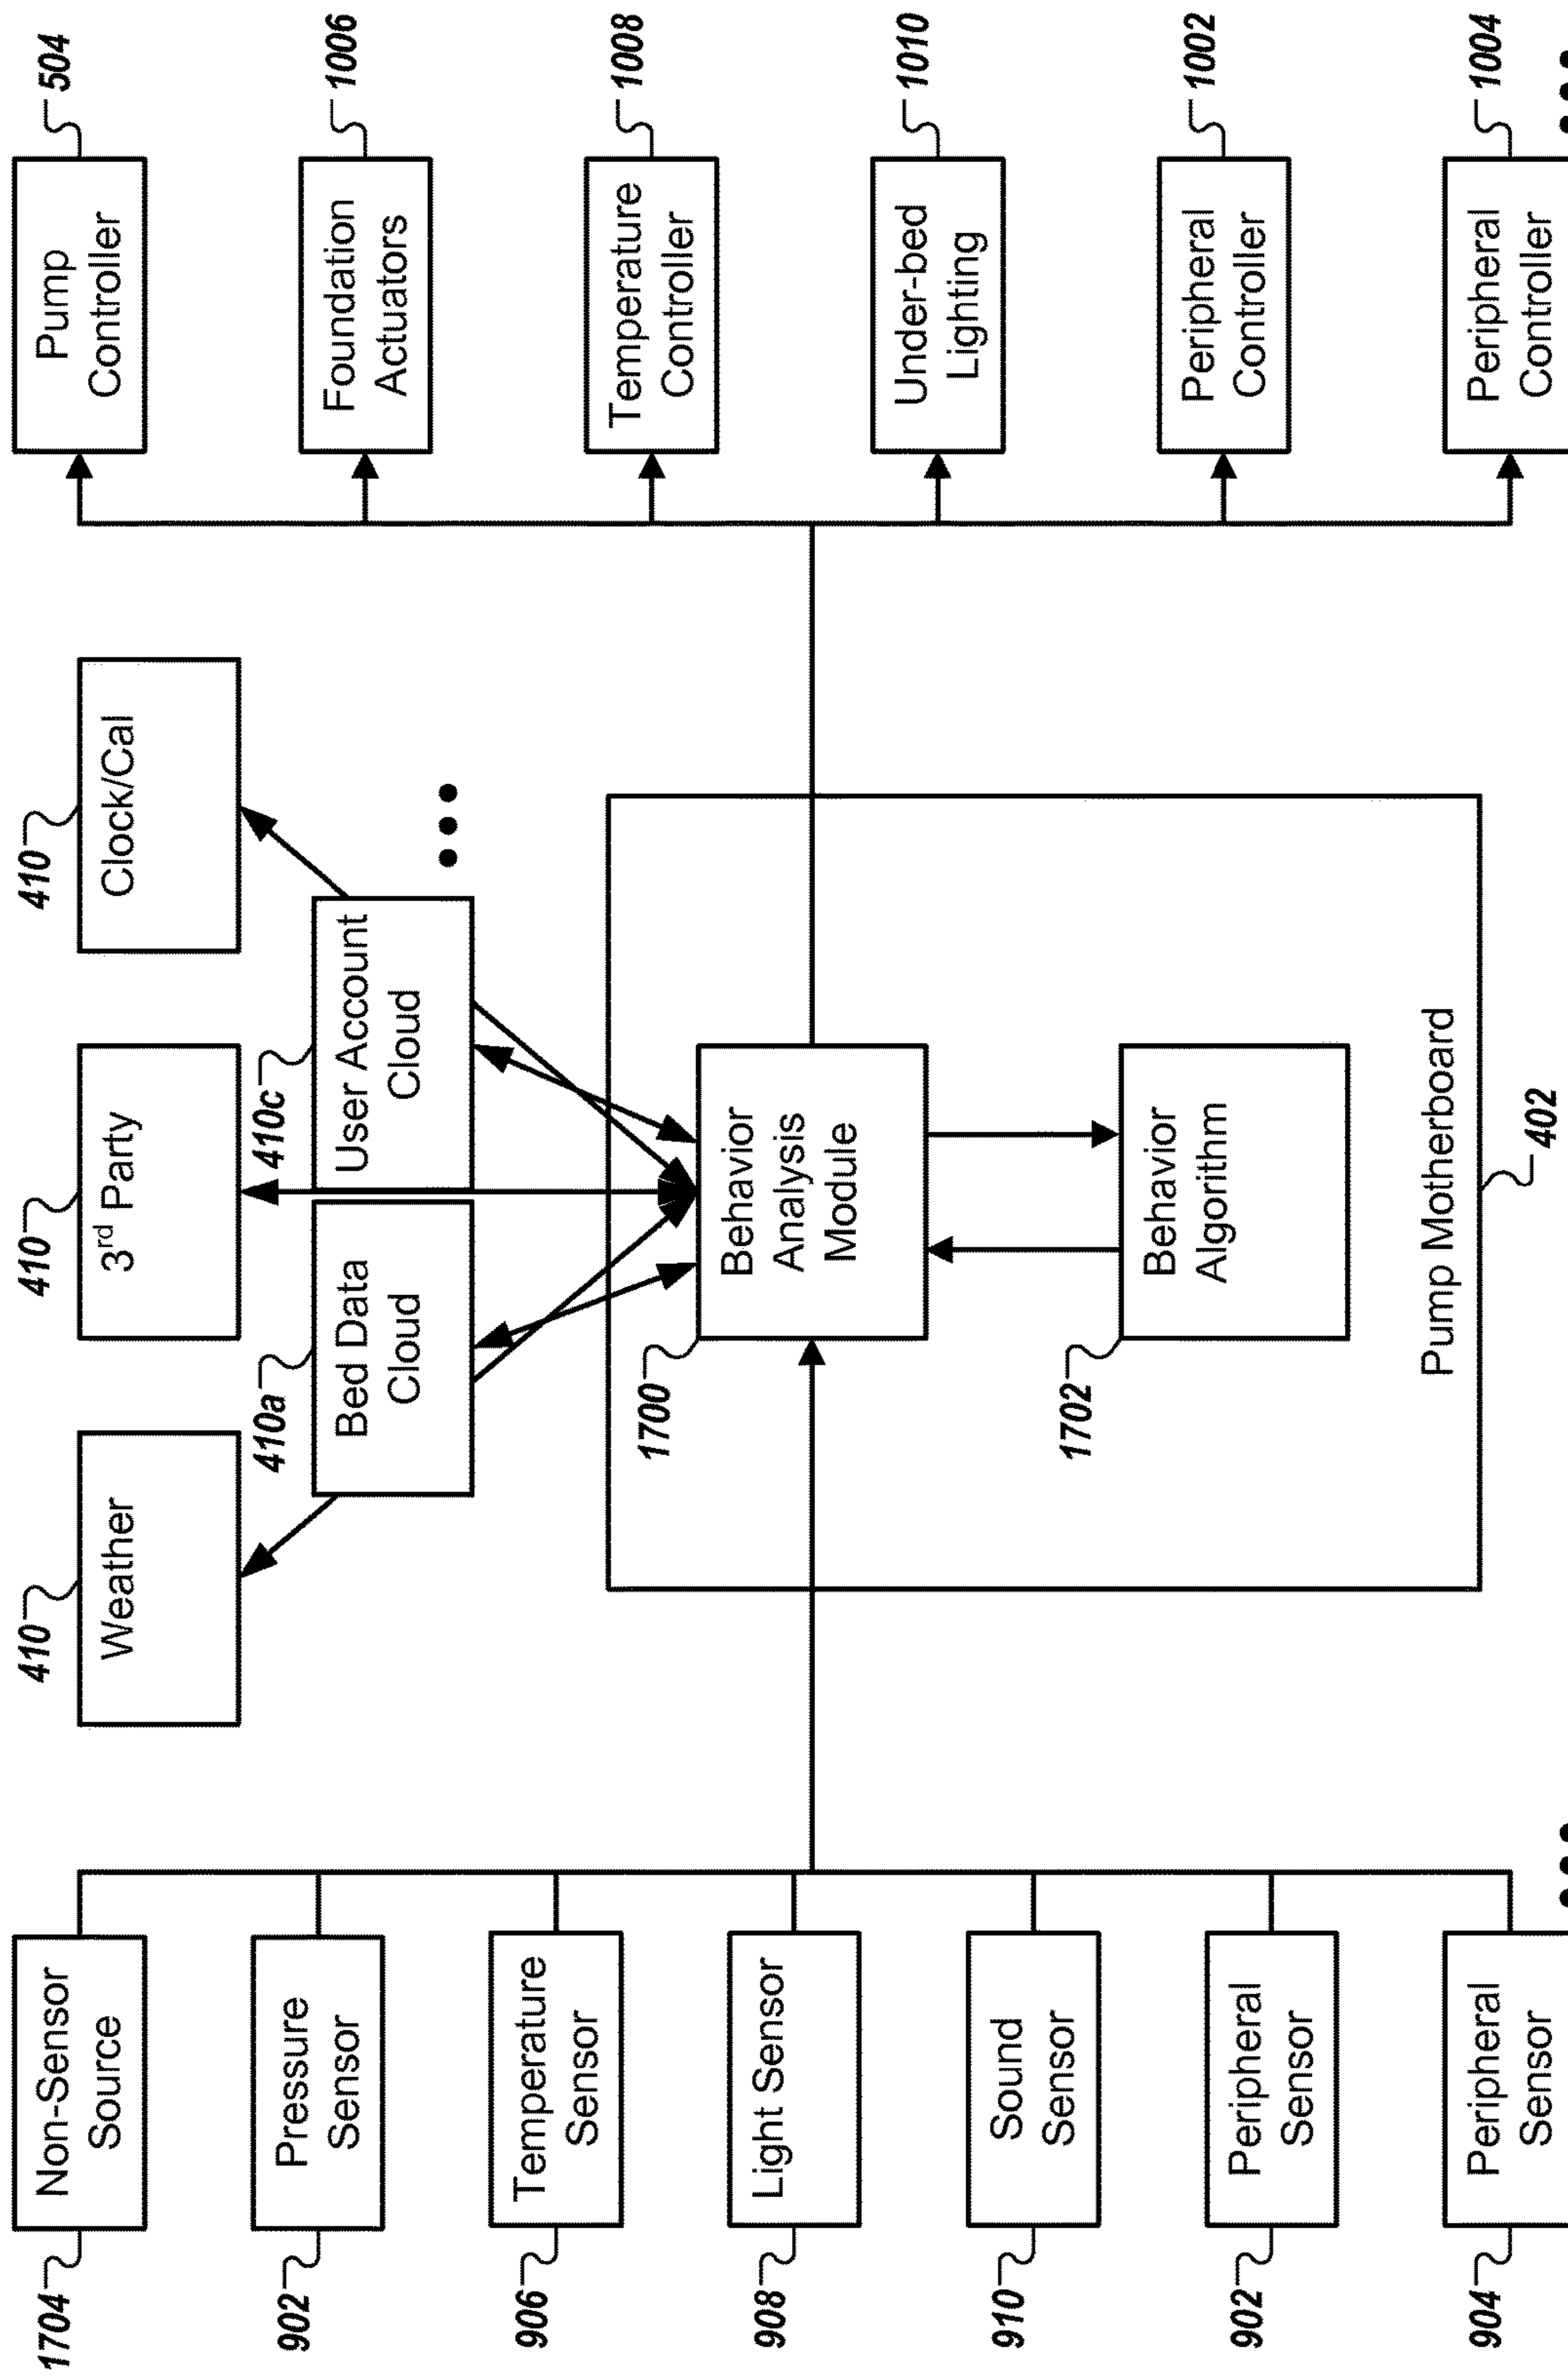 410
Weather
410
3rd Party
410
Clock/Cal
410a
Bed Data
Cloud
410c
User Account
Cloud
1704
Non-Sensor
Source
902
Pressure
Sensor
906
Temperature
Sensor
908
Light Sensor
910
Sound
Sensor
902
Peripheral
Sensor
904
Peripheral
Sensor
1700
Behavior
Analysis
Module
1702
Behavior
Algorithm
Pump Motherboard
402
Pump
Controller
504
Foundation
Actuators
1006
Temperature
Controller
1008
Under-bed
Lighting
1010
Peripheral
Controller
1002
Peripheral
Controller
1004